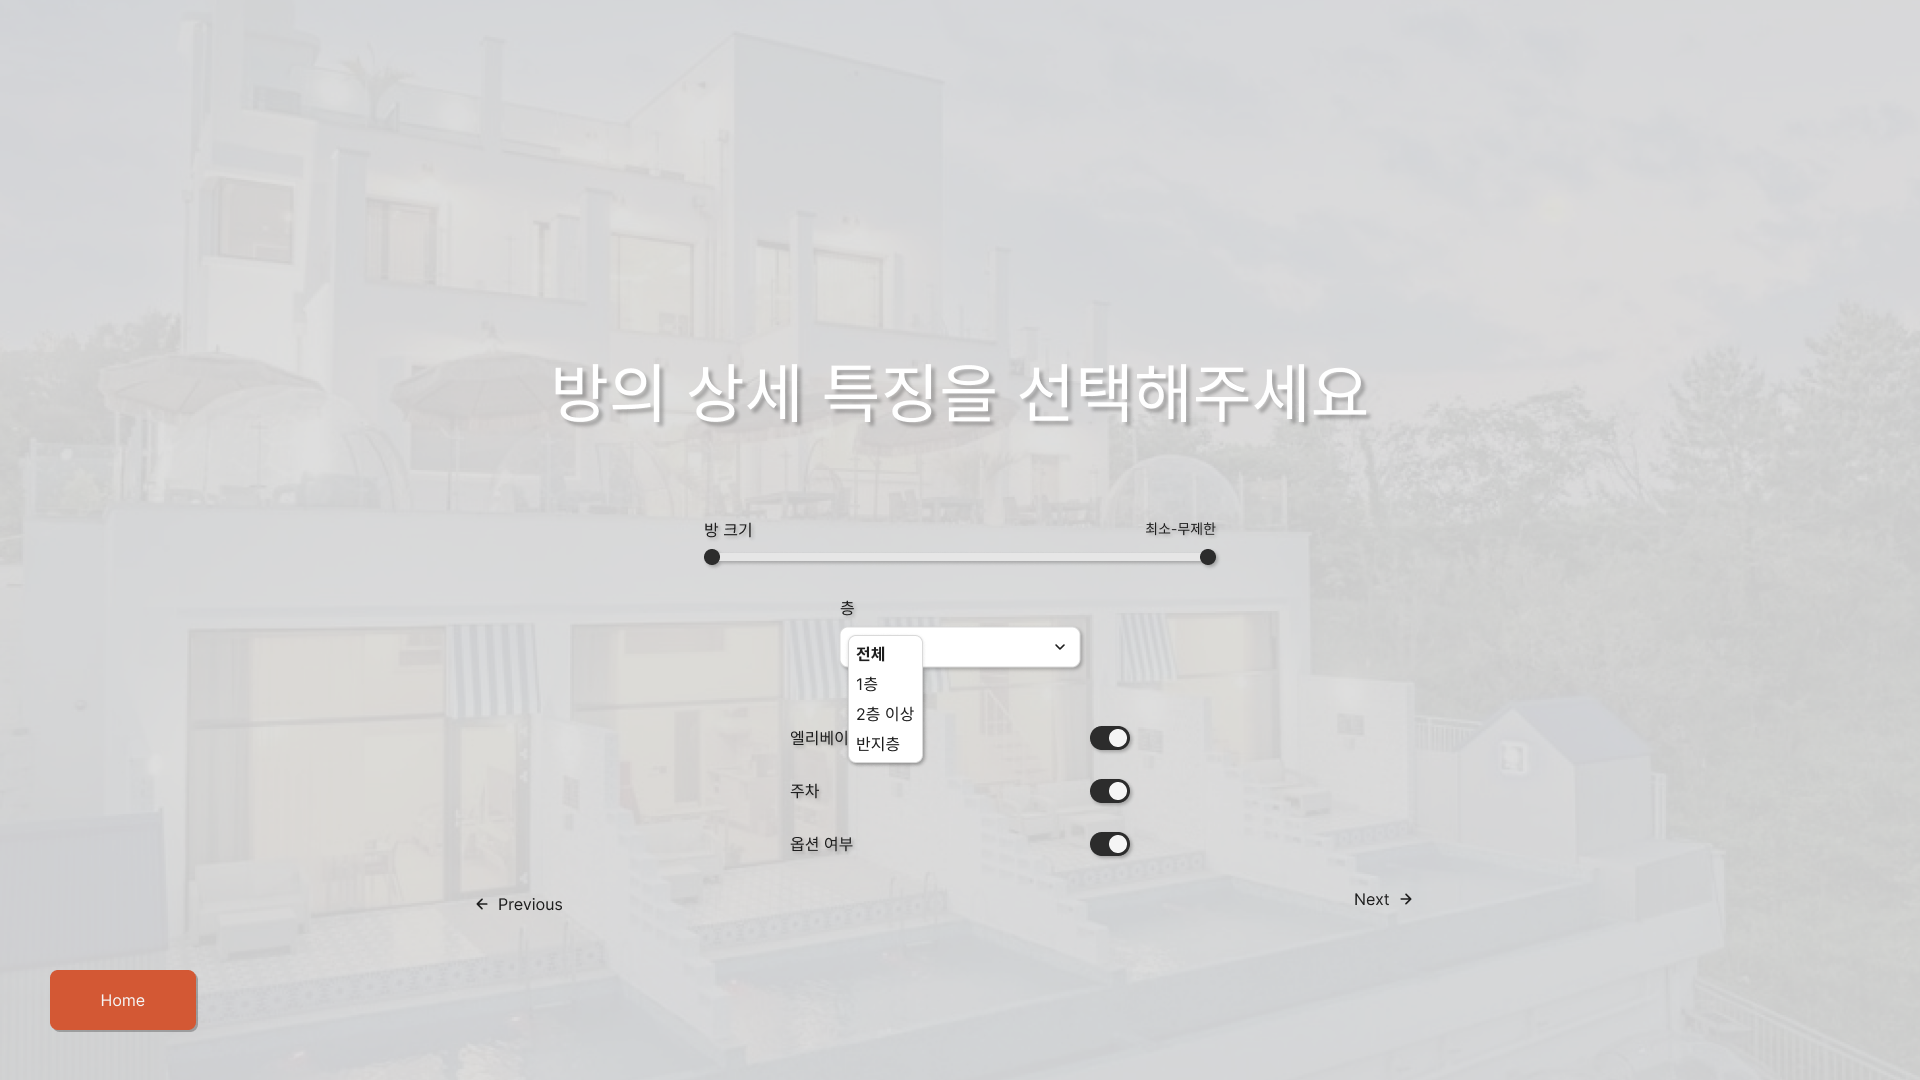 방의 상세 특징을 선택해주세요
방 크기
최소-무제한
층
전체
1층
2층 이상
반지층
엘리베이
주차
옵션 여부
Previous
Next
Home